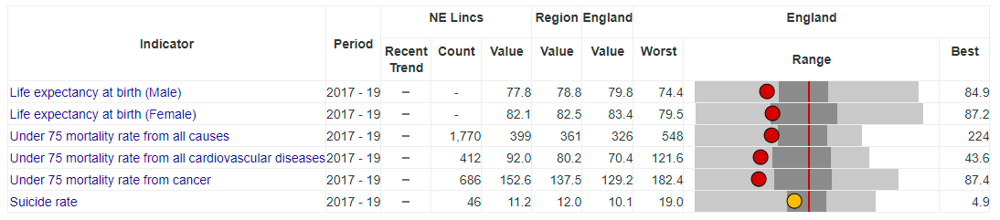 Indicator Period NE Lincs Region England England
Recent Trend Count Value Value Value Worst Range Best
Life expectancy at birth (Male) 2017 - 19 – - 77.8 78.8 79.8 74.4 84.9
Life expectancy at birth (Female) 2017 - 19 – - 82.1 82.5 83.4 79.5 87.2
Under 75 mortality rate from all causes 2017 - 19 – 1,770 399 361 326 548 224
Under 75 mortality rate from all cardiovascular diseases 2017 - 19 – 412 92.0 80.2 70.4 121.6 43.6
Under 75 mortality rate from cancer 2017 - 19 – 686 152.6 137.5 129.2 182.4 87.4
Suicide rate 2017 - 19 – 46 11.2 12.0 10.1 19.0 4.9